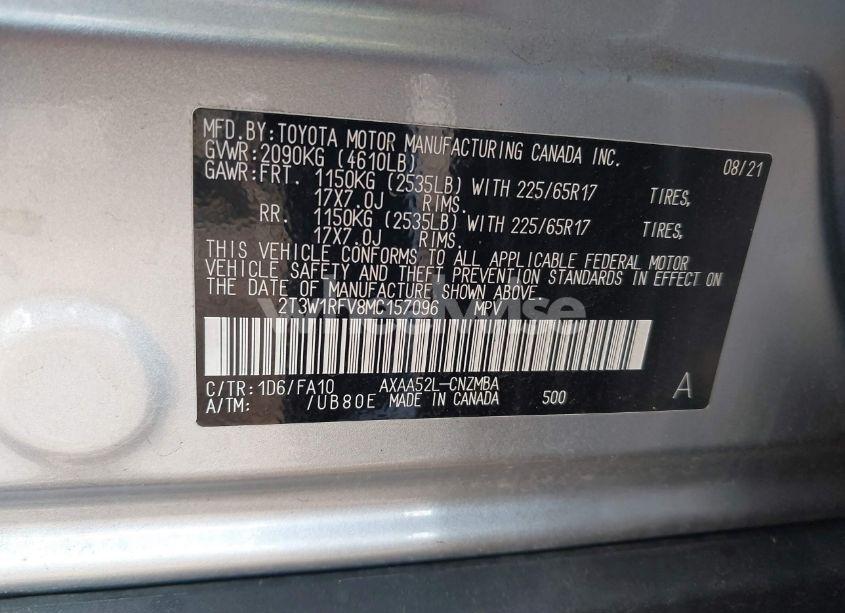 MFD.BY:TOYOTA MOTOR MANUFACTURING CANADA INC.
GVWR:2090KG (4610LB) 08/21
GAWR:FRT. 1150KG (2535LB) WITH 225/65R17 TIRES,
17X7.0J RIMS.
RR. 1150KG (2535LB) WITH 225/65R17 TIRES,
17X7.0J RIMS.
THIS VEHICLE CONFORMS TO ALL APPLICABLE FEDERAL MOTOR
VEHICLE SAFETY AND THEFT PREVENTION STANDARDS IN EFFECT ON
THE DATE OF MANUFACTURE SHOWN ABOVE.
2T3W1RFV8MC157096 MPV
C/TR:1D6/FA10 AXAA52L-CNZMBA
A/TM: /UB80E MADE IN CANADA 500 A